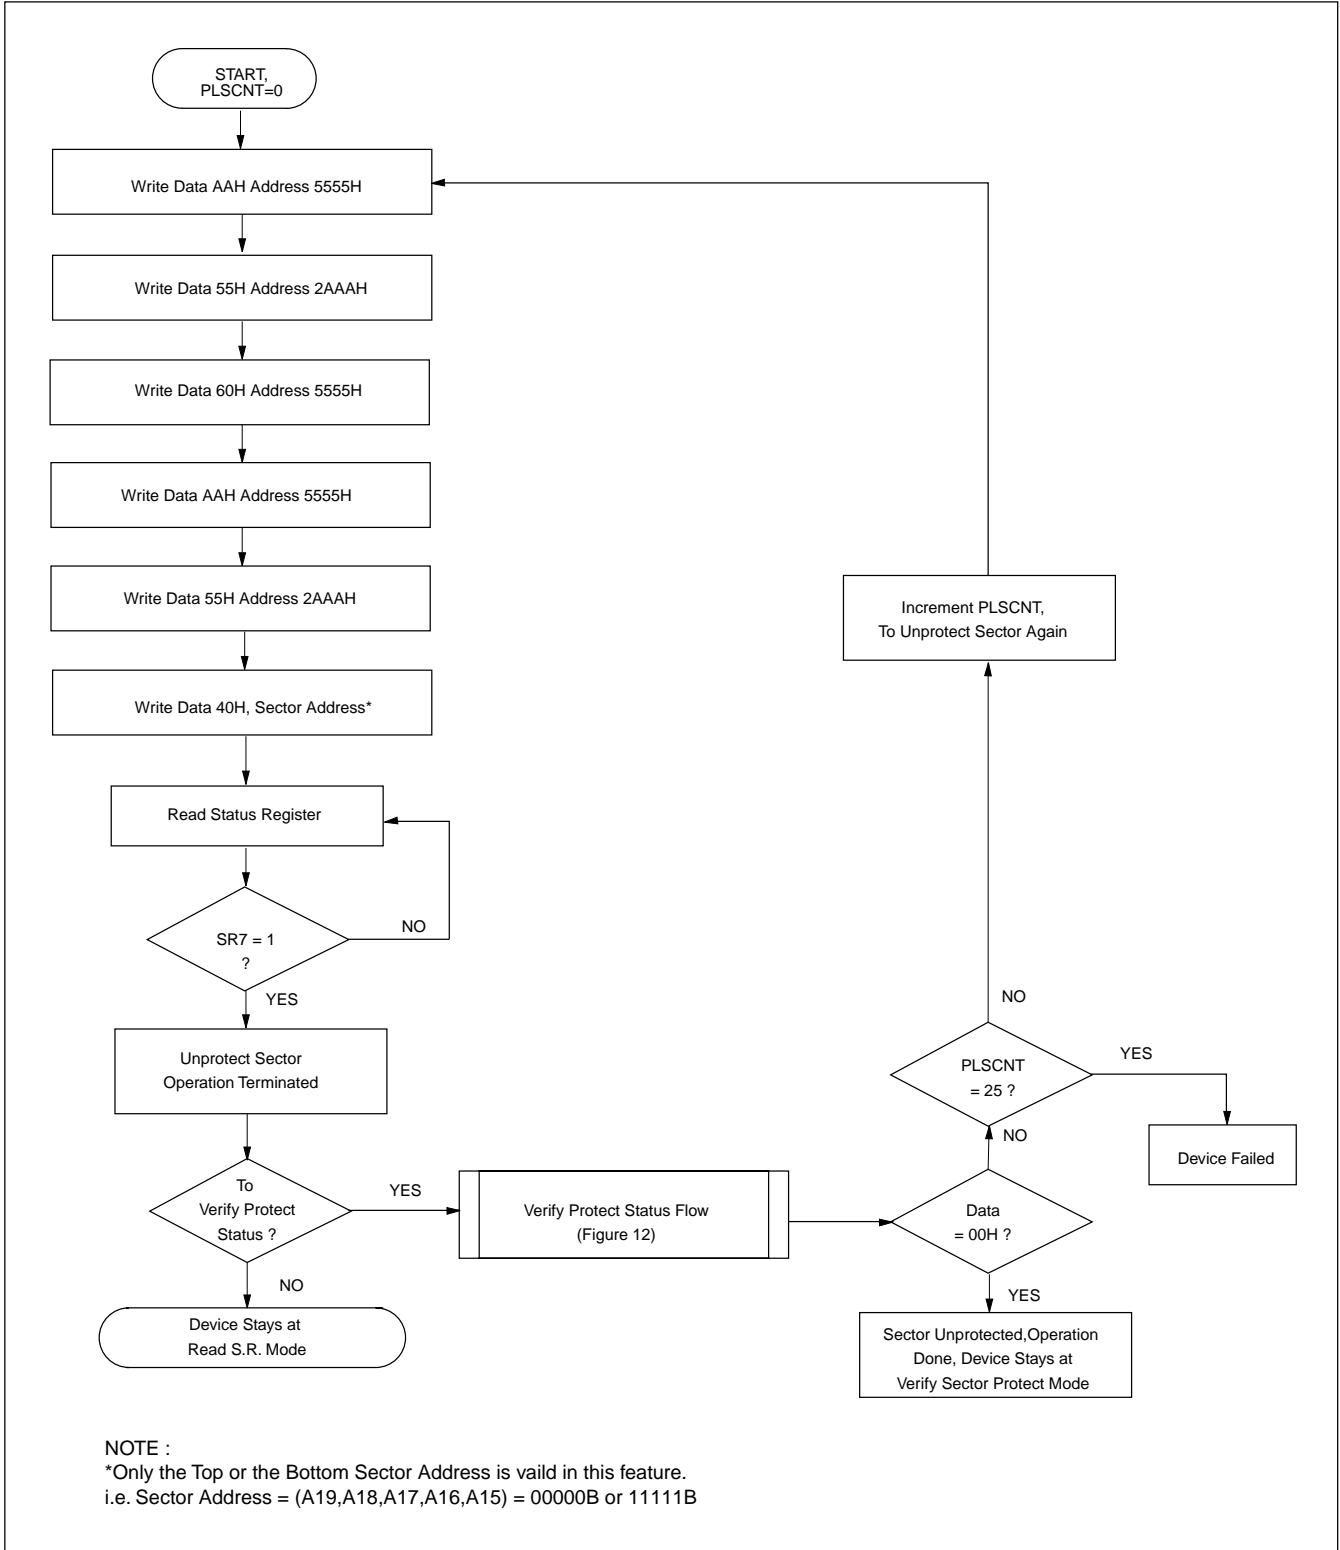 START,
PLSCNT=0
Write Data AAH Address 5555H
Write Data 55H Address 2AAAH
Write Data 60H Address 5555H
Write Data AAH Address 5555H
Write Data 55H Address 2AAAH
Write Data 40H, Sector Address*
Read Status Register
SR7 = 1
?
NO
YES
Unprotect Sector
Operation Terminated
To
Verify Protect
Status ?
YES
NO
Device Stays at
Read S.R. Mode
Verify Protect Status Flow
(Figure 12)
Data
= 00H ?
YES
Sector Unprotected,Operation
Done, Device Stays at
Verify Sector Protect Mode
NO
PLSCNT
= 25 ?
YES
Device Failed
NO
Increment PLSCNT,
To Unprotect Sector Again
NOTE :
*Only the Top or the Bottom Sector Address is vaild in this feature.
i.e. Sector Address = (A19,A18,A17,A16,A15) = 00000B or 11111B